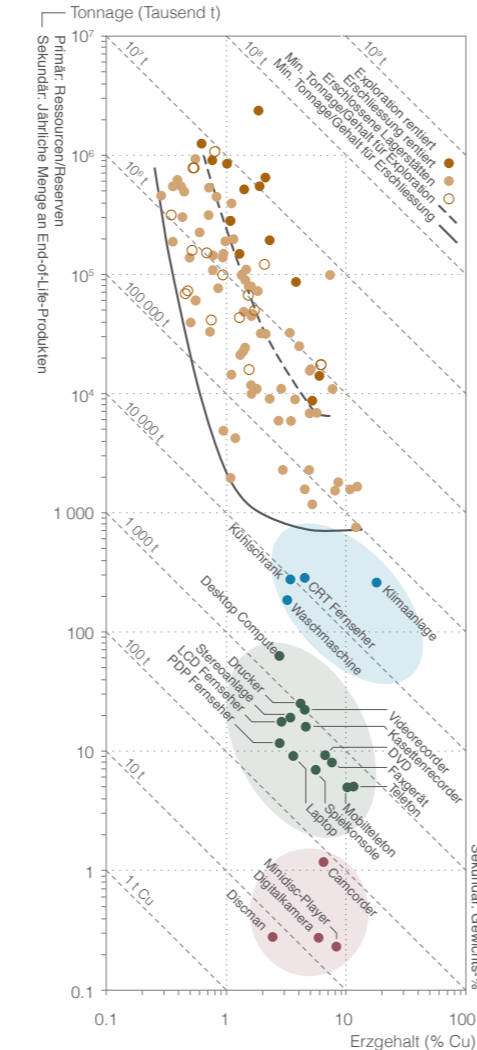 Tonnage (Tausend t)
Primär: Ressourcen/Reserven
Sekundär: Jährliche Menge an End-of-Life-Produkten
10⁷
10⁶
10⁵
10⁴
1 000
100
10
1
0.1
10⁷ t
10⁸ t
10⁹ t
10⁶ t
100 000 t
10 000 t
1 000 t
100 t
10 t
1 t Cu
Exploration rentiert
Erschliessung rentiert
Erschlossene Lagerstätten
Min. Tonnage/Gehalt für Exploration
Min. Tonnage/Gehalt für Erschliessung
Kühlschrank
CRT Fernseher
Klimaanlage
Waschmaschine
Desktop Computer
Drucker
Stereoanlage
LCD Fernseher
PDP Fernseher
Videorecorder
Kasettenrecorder
DVD
Faxgerät
Telefon
Mobiltelefon
Spielkonsole
Laptop
Camcorder
Minidisc-Player
Digitalkamera
Discman
0.1
1
10
100
Erzgehalt (% Cu)